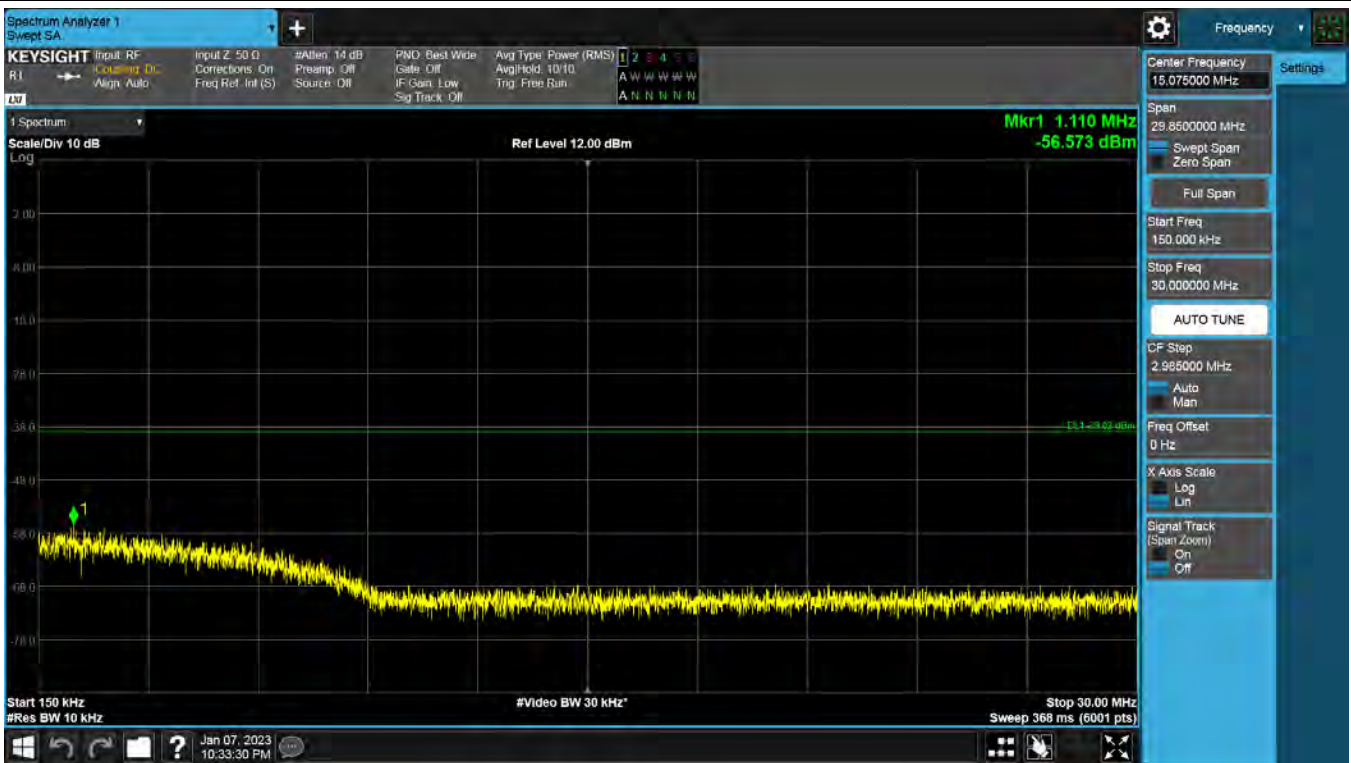 Spectrum Analyzer 1
Swept SA
+
Frequency
KEYSIGHT
Input: RF
Coupling: DC
Align: Auto
Input Z: 50 Ω
Corrections: On
Freq Ref: Int (S)
#Atten: 14 dB
Preamp: Off
Source: Off
PNO: Best Wide
Gate: Off
IF Gain: Low
Sig Track: Off
Avg Type: Power (RMS)
Avg|Hold: 10/10
Trig: Free Run
1 2 3 4 5 6
A W W W W W
A N N N N N
LXI
1 Spectrum
Scale/Div 10 dB
Log
Ref Level 12.00 dBm
Mkr1 1.110 MHz
-56.573 dBm
2.00
-8.00
-38.0
-48.0
-58.0
-68.0
-78.0
1
Start 150 kHz
#Res BW 10 kHz
#Video BW 30 kHz*
Stop 30.00 MHz
Sweep 368 ms (6001 pts)
?
Jan 07, 2023
10:33:30 PM
Center Frequency
15.075000 MHz
Settings
Span
29.8500000 MHz
Swept Span
Zero Span
Full Span
Start Freq
150.000 kHz
Stop Freq
30.000000 MHz
AUTO TUNE
CF Step
2.985000 MHz
Auto
Man
Freq Offset
0 Hz
X Axis Scale
Log
Lin
Signal Track
(Span Zoom)
On
Off